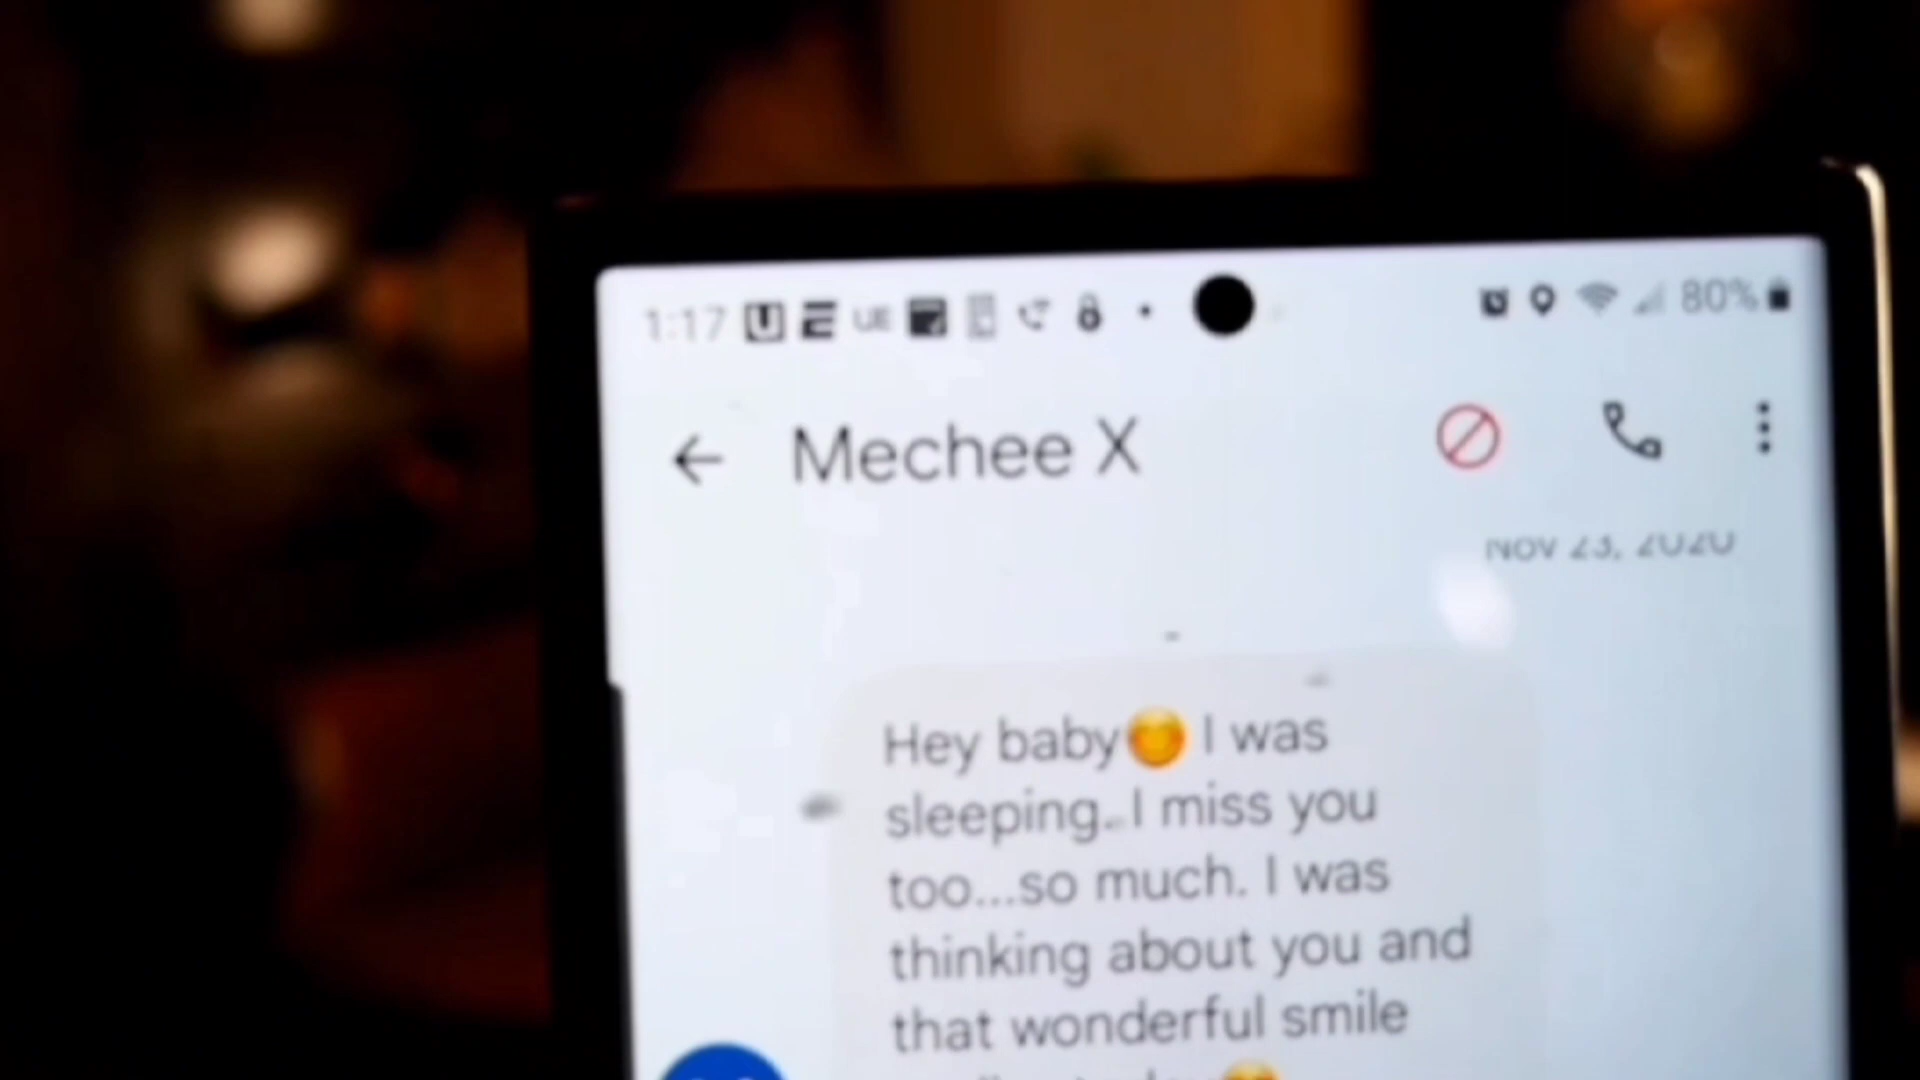 1:17 UE 80%
Mechee X
NOV 23, 2020
Hey baby😊 I was
sleeping..I miss you
too...so much. I was
thinking about you and
that wonderful smile